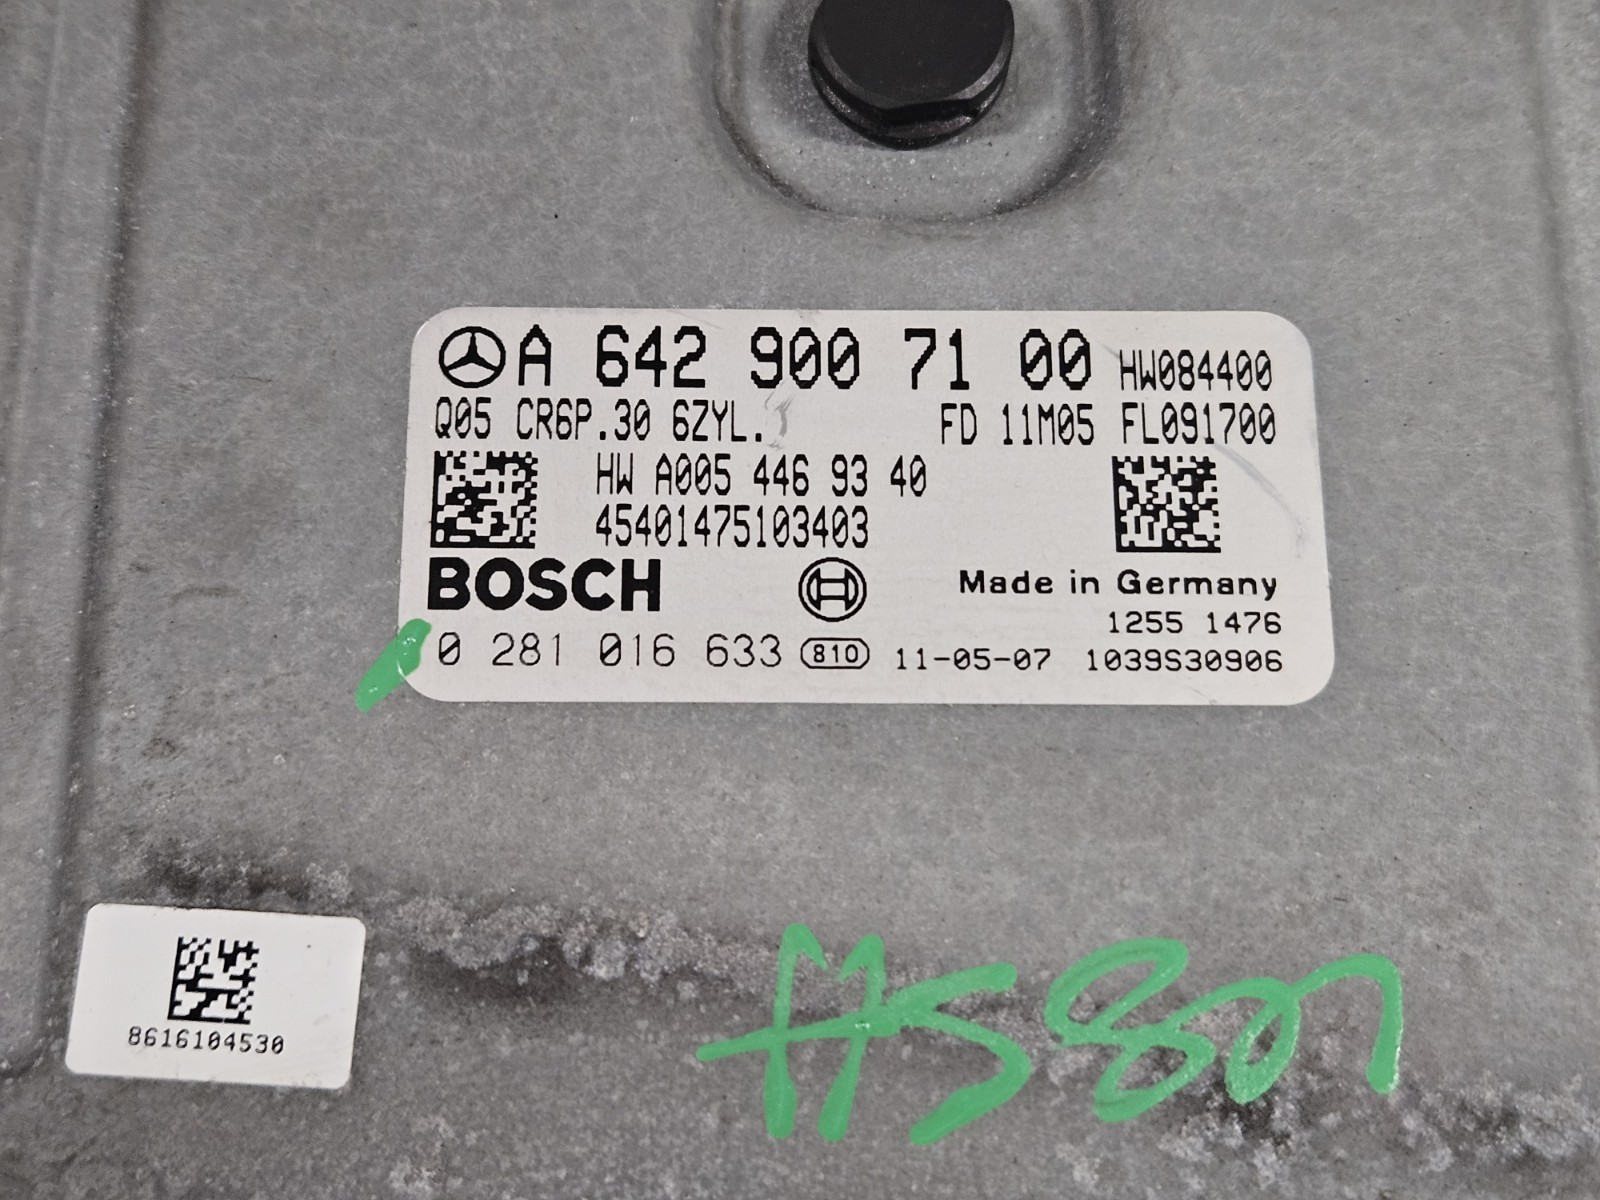 A 642 900 71 00 HW084400
Q05 CR6P.30 6ZYL. FD 11M05 FL091700
HW A005 446 93 40
45401475103403
BOSCH
Made in Germany
1255 1476
0 281 016 633 810 11-05-07 1039S30906
8616104530